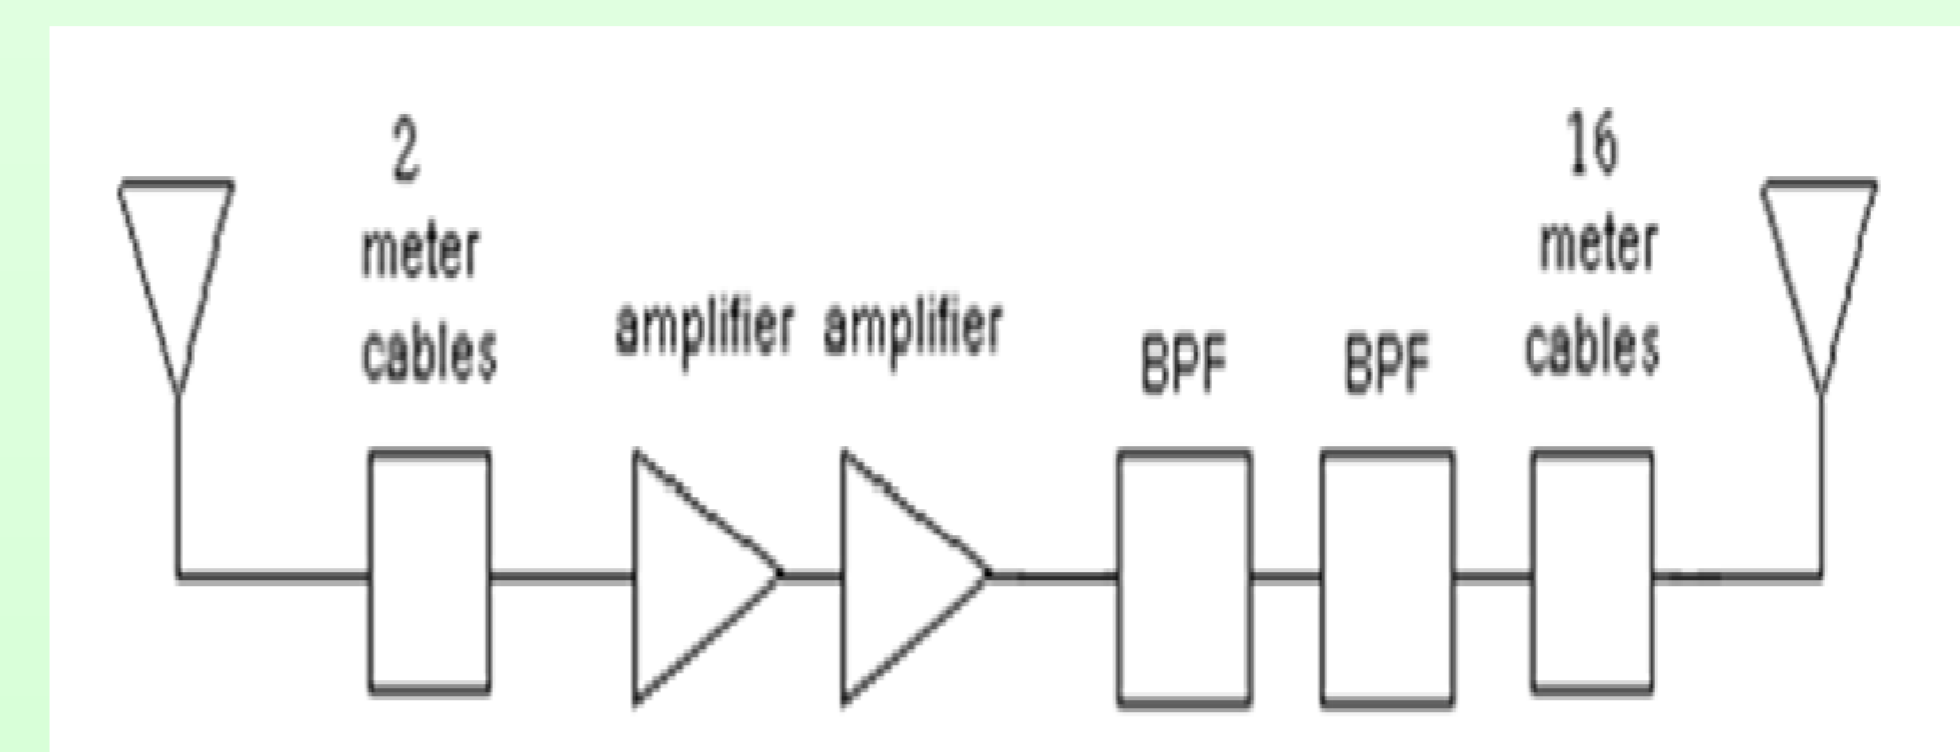 2
meter
cables
amplifier
amplifier
BPF
BPF
16
meter
cables